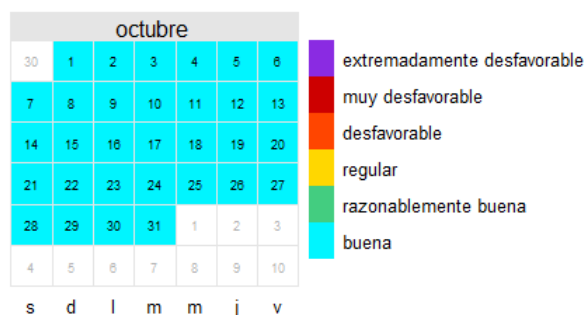 octubre
30 1 2 3 4 5 6
7 8 9 10 11 12 13
14 15 16 17 18 19 20
21 22 23 24 25 26 27
28 29 30 31 1 2 3
4 5 6 7 8 9 10
s d l m m j v
extremadamente desfavorable
muy desfavorable
desfavorable
regular
razonablemente buena
buena